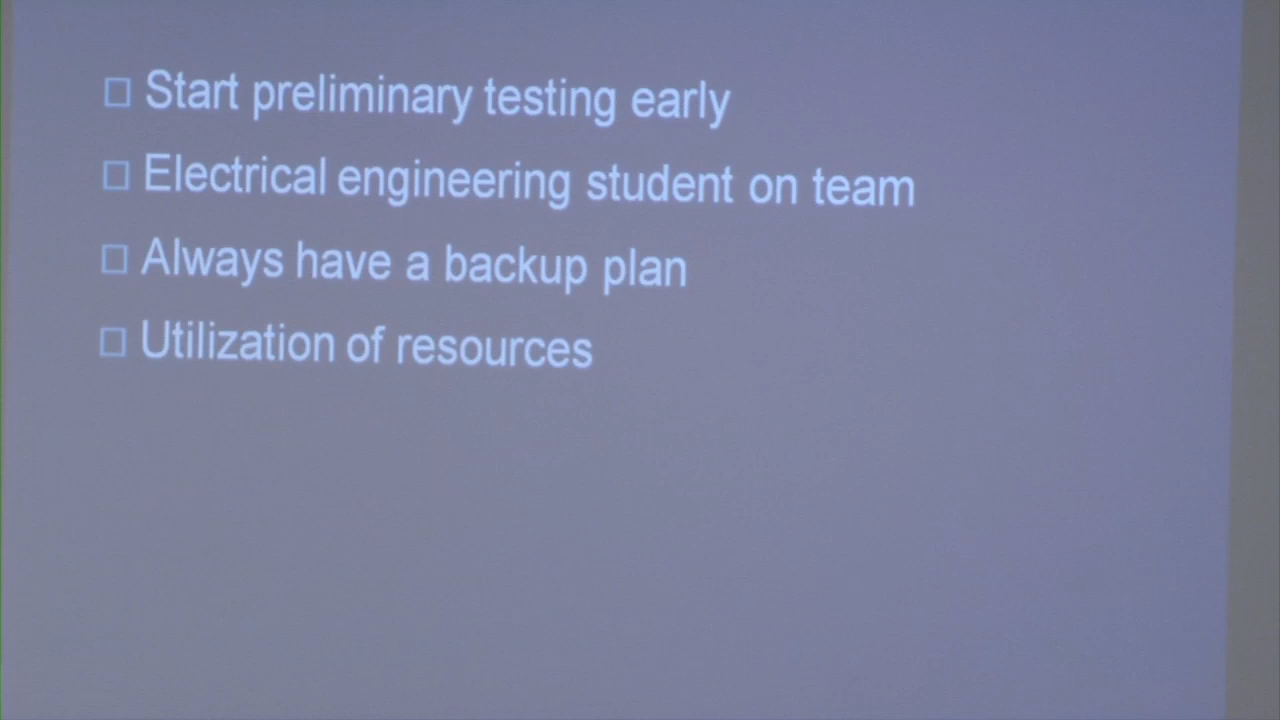 Start preliminary testing early
Electrical engineering student on team
Always have a backup plan
Utilization of resources